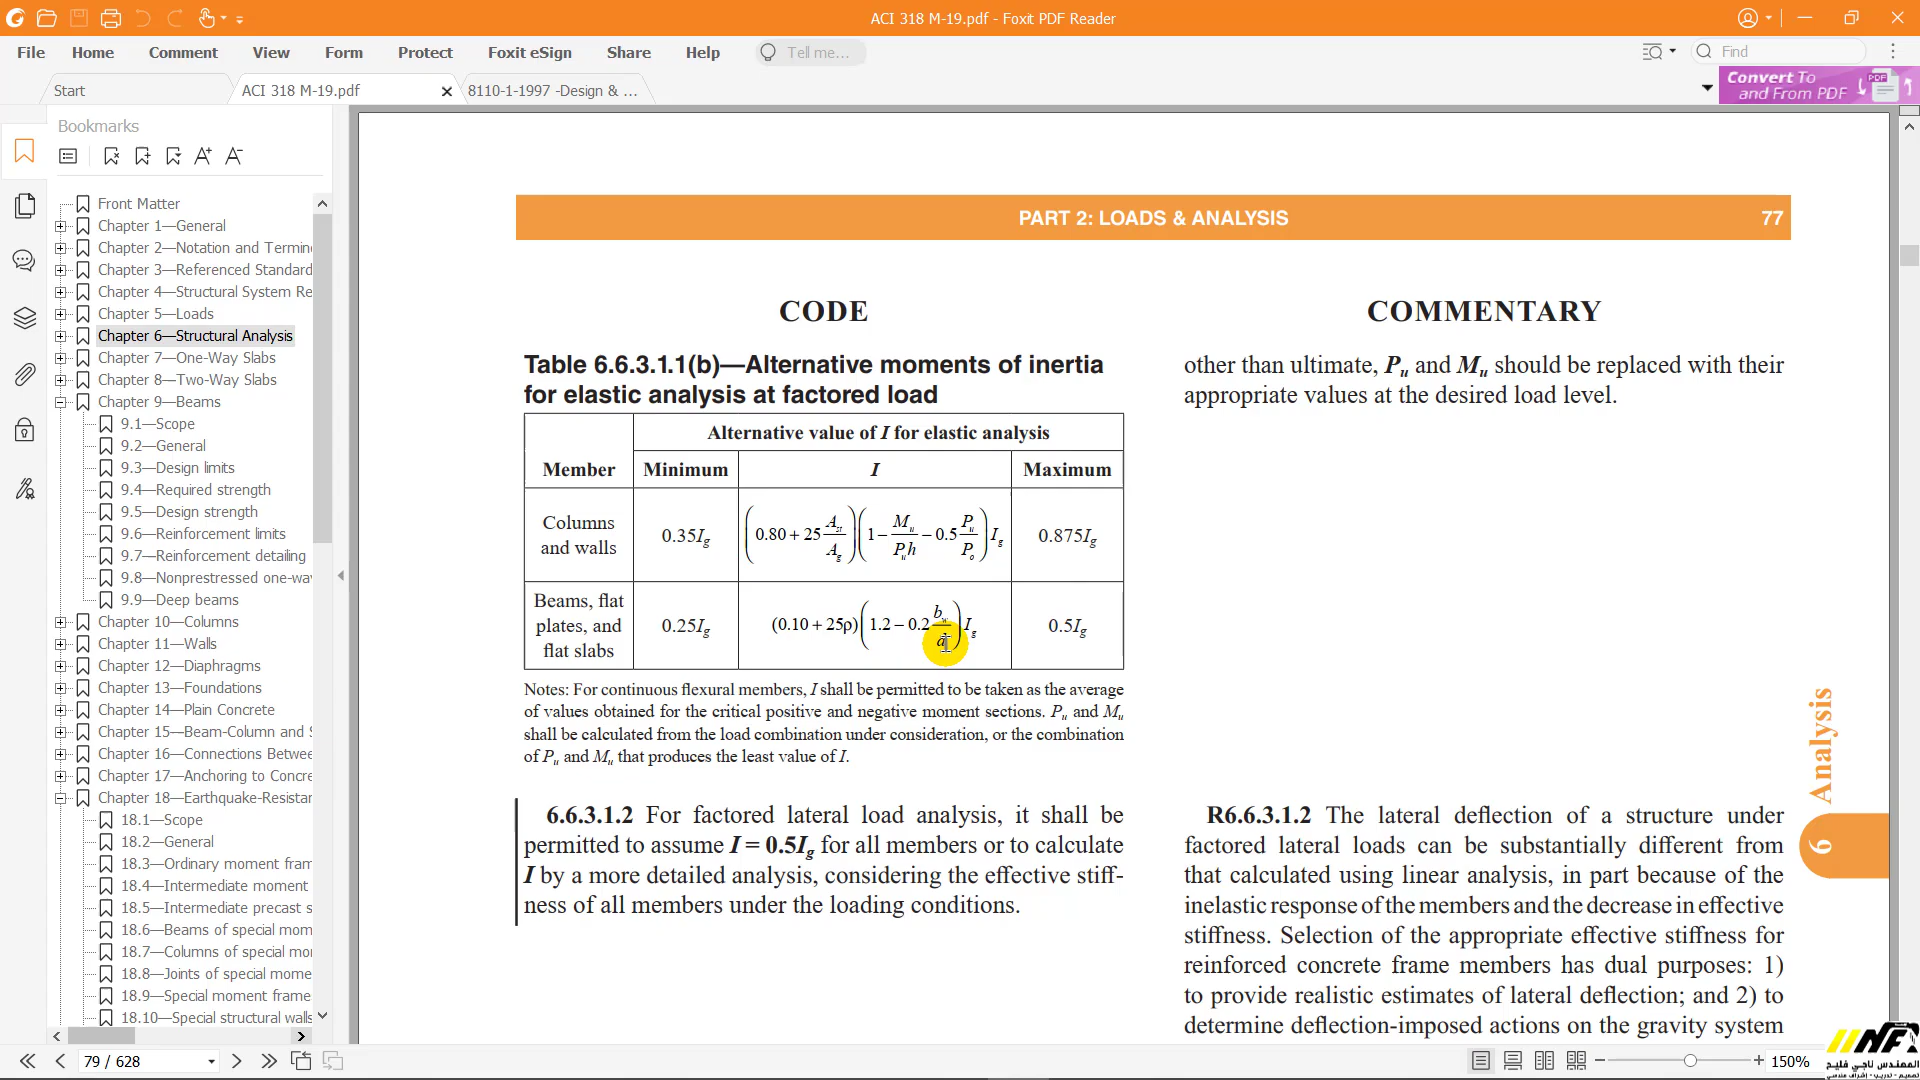 ACI 318 M-19.pdf - Foxit PDF Reader
File Home Comment View Form Protect Foxit eSign Share Help Tell me... Find
Start ACI 318 M-19.pdf 8110-1-1997 -Design & ... Convert To and From PDF PDF
Bookmarks
Front Matter
Chapter 1—General
Chapter 2—Notation and Termin
Chapter 3—Referenced Standard
Chapter 4—Structural System Re
Chapter 5—Loads
Chapter 6—Structural Analysis
Chapter 7—One-Way Slabs
Chapter 8—Two-Way Slabs
Chapter 9—Beams
9.1—Scope
9.2—General
9.3—Design limits
9.4—Required strength
9.5—Design strength
9.6—Reinforcement limits
9.7—Reinforcement detailing
9.8—Nonprestressed one-wa
9.9—Deep beams
Chapter 10—Columns
Chapter 11—Walls
Chapter 12—Diaphragms
Chapter 13—Foundations
Chapter 14—Plain Concrete
Chapter 15—Beam-Column and S
Chapter 16—Connections Betwee
Chapter 17—Anchoring to Concre
Chapter 18—Earthquake-Resistar
18.1—Scope
18.2—General
18.3—Ordinary moment fram
18.4—Intermediate moment
18.5—Intermediate precast s
18.6—Beams of special mom
18.7—Columns of special mo
18.8—Joints of special mome
18.9—Special moment frame
18.10—Special structural walls
PART 2: LOADS & ANALYSIS 77
CODE
Table 6.6.3.1.1(b)—Alternative moments of inertia
for elastic analysis at factored load
Alternative value of I for elastic analysis
Member Minimum I Maximum
Columns and walls 0.35Ig (0.80 + 25 Ast/Ag)(1 − Mu/Puh − 0.5 Pu/Po)Ig 0.875Ig
Beams, flat plates, and flat slabs 0.25Ig (0.10 + 25ρ)(1.2 − 0.2 bw/d)Ig 0.5Ig
Notes: For continuous flexural members, I shall be permitted to be taken as the average
of values obtained for the critical positive and negative moment sections. Pu and Mu
shall be calculated from the load combination under consideration, or the combination
of Pu and Mu that produces the least value of I.
6.6.3.1.2 For factored lateral load analysis, it shall be
permitted to assume I = 0.5Ig for all members or to calculate
I by a more detailed analysis, considering the effective stiff-
ness of all members under the loading conditions.
COMMENTARY
other than ultimate, Pu and Mu should be replaced with their
appropriate values at the desired load level.
R6.6.3.1.2 The lateral deflection of a structure under
factored lateral loads can be substantially different from
that calculated using linear analysis, in part because of the
inelastic response of the members and the decrease in effective
stiffness. Selection of the appropriate effective stiffness for
reinforced concrete frame members has dual purposes: 1)
to provide realistic estimates of lateral deflection; and 2) to
determine deflection-imposed actions on the gravity system
6 Analysis
79 / 628
150%
NF
المهندس ناجي فليح